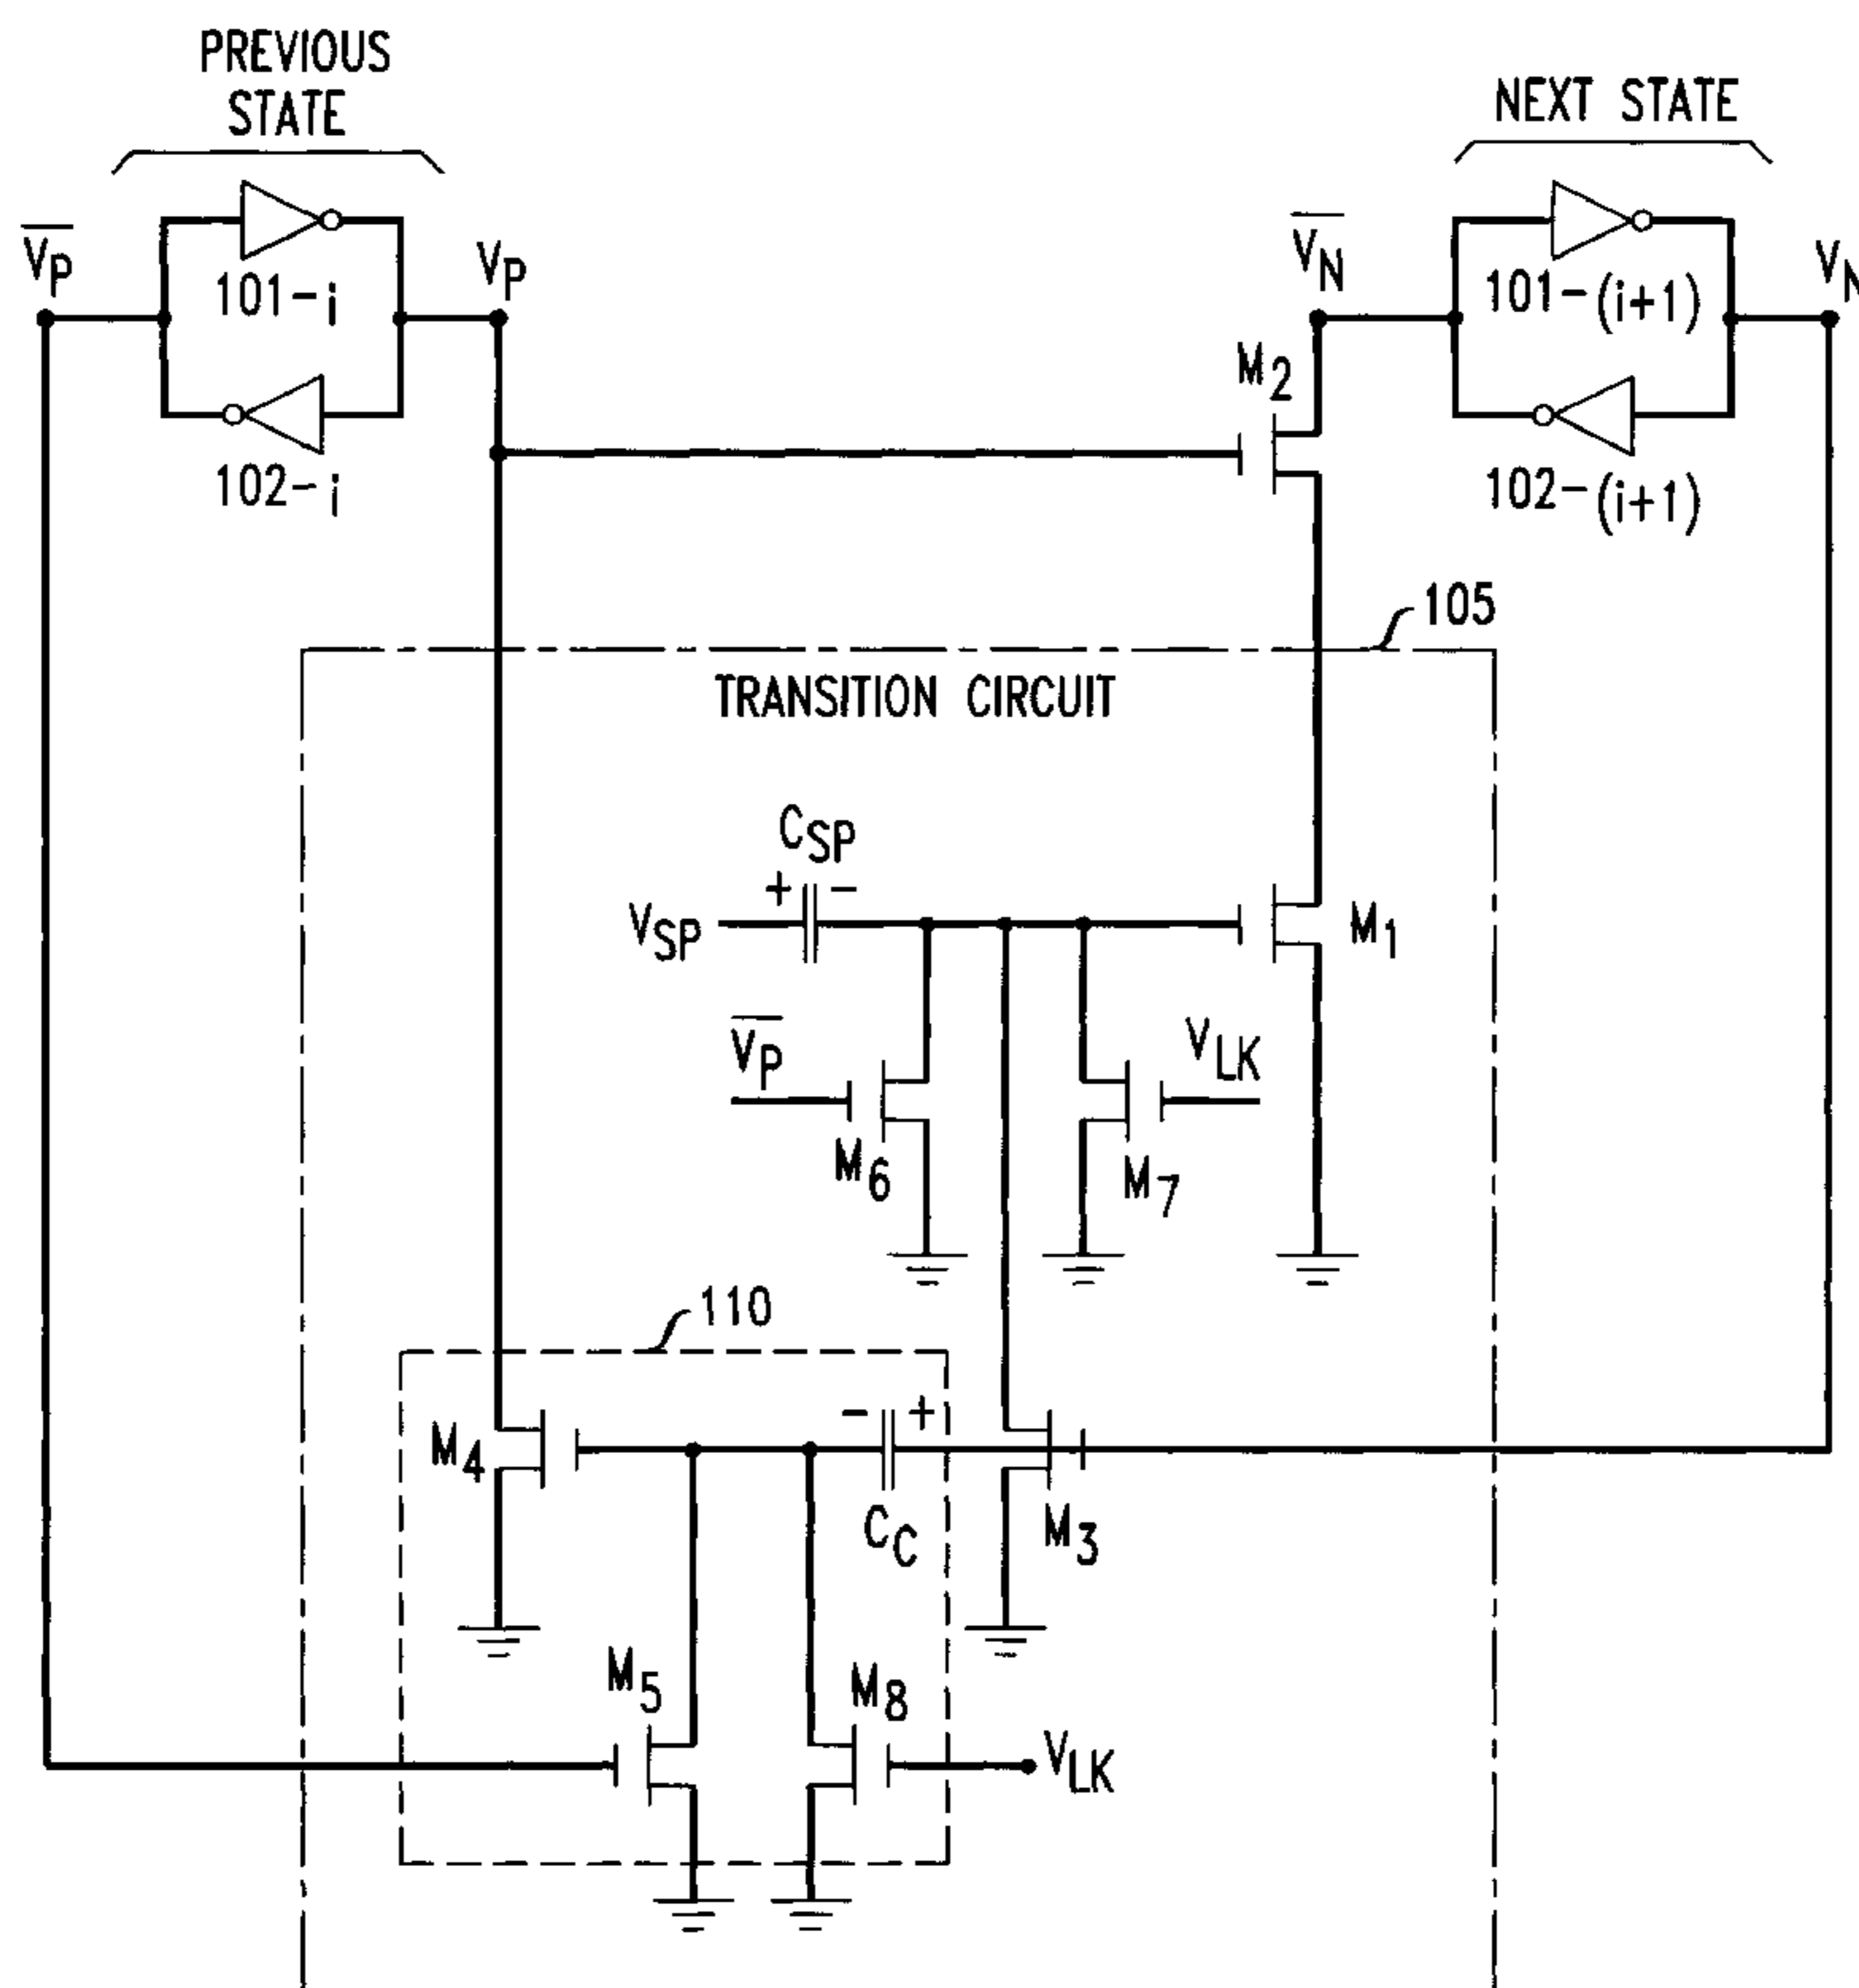 PREVIOUS
STATE
NEXT STATE
V̅P̅
101-i
VP
V̅N̅
101-(i+1)
VN
M2
102-i
102-(i+1)
105
TRANSITION CIRCUIT
CSP
+ -
VSP
M1
V̅P̅
VLK
M6
M7
110
- +
M4
CC
M3
M5
M8
VLK